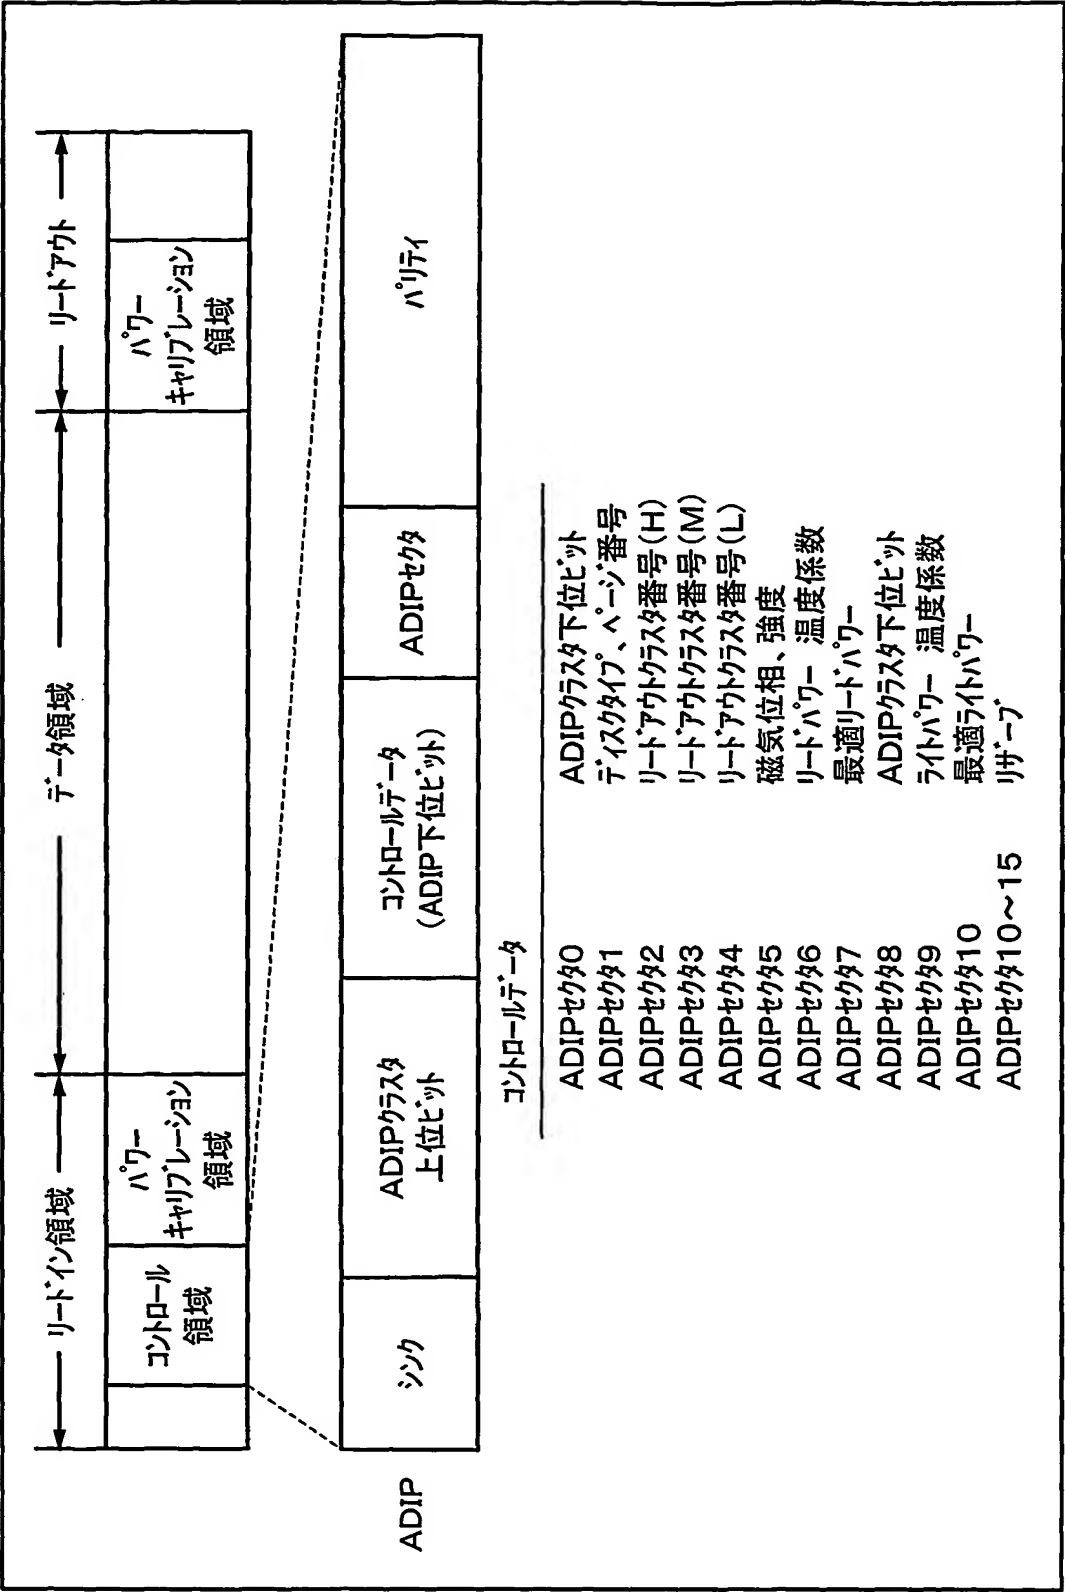 リードイン領域
データ領域
リードアウト
コントロール
領域
パワー
キャリブレーション
領域
パワー
キャリブレーション
領域
ADIP
シンク
ADIPクラスタ
上位ビット
コントロールデータ
(ADIP下位ビット)
ADIPセクタ
パリティ
コントロールデータ
ADIPセクタ0 ADIPクラスタ下位ビット
ADIPセクタ1 ディスクタイプ、ページ番号
ADIPセクタ2 リードアウトクラスタ番号(H)
ADIPセクタ3 リードアウトクラスタ番号(M)
ADIPセクタ4 リードアウトクラスタ番号(L)
ADIPセクタ5 磁気位相、強度
ADIPセクタ6 リードパワー 温度係数
ADIPセクタ7 最適リードパワー
ADIPセクタ8 ADIPクラスタ下位ビット
ADIPセクタ9 ライトパワー 温度係数
ADIPセクタ10 最適ライトパワー
ADIPセクタ10~15 リザーブ